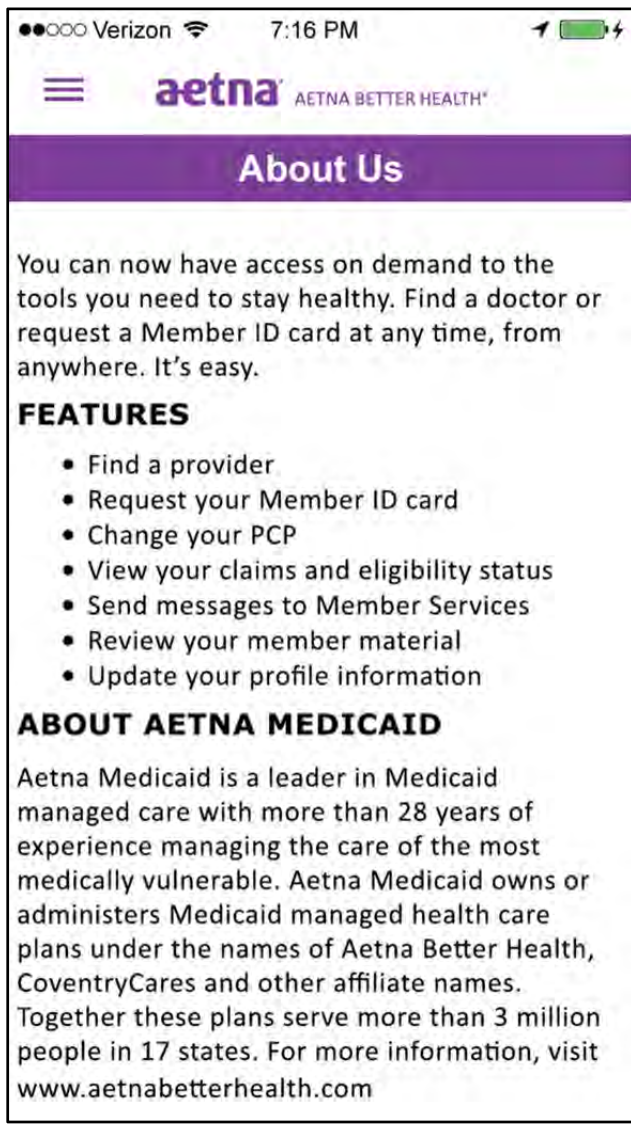 Verizon 7:16 PM
aetna AETNA BETTER HEALTH®
About Us
You can now have access on demand to the
tools you need to stay healthy. Find a doctor or
request a Member ID card at any time, from
anywhere. It's easy.
FEATURES
• Find a provider
• Request your Member ID card
• Change your PCP
• View your claims and eligibility status
• Send messages to Member Services
• Review your member material
• Update your profile information
ABOUT AETNA MEDICAID
Aetna Medicaid is a leader in Medicaid
managed care with more than 28 years of
experience managing the care of the most
medically vulnerable. Aetna Medicaid owns or
administers Medicaid managed health care
plans under the names of Aetna Better Health,
CoventryCares and other affiliate names.
Together these plans serve more than 3 million
people in 17 states. For more information, visit
www.aetnabetterhealth.com